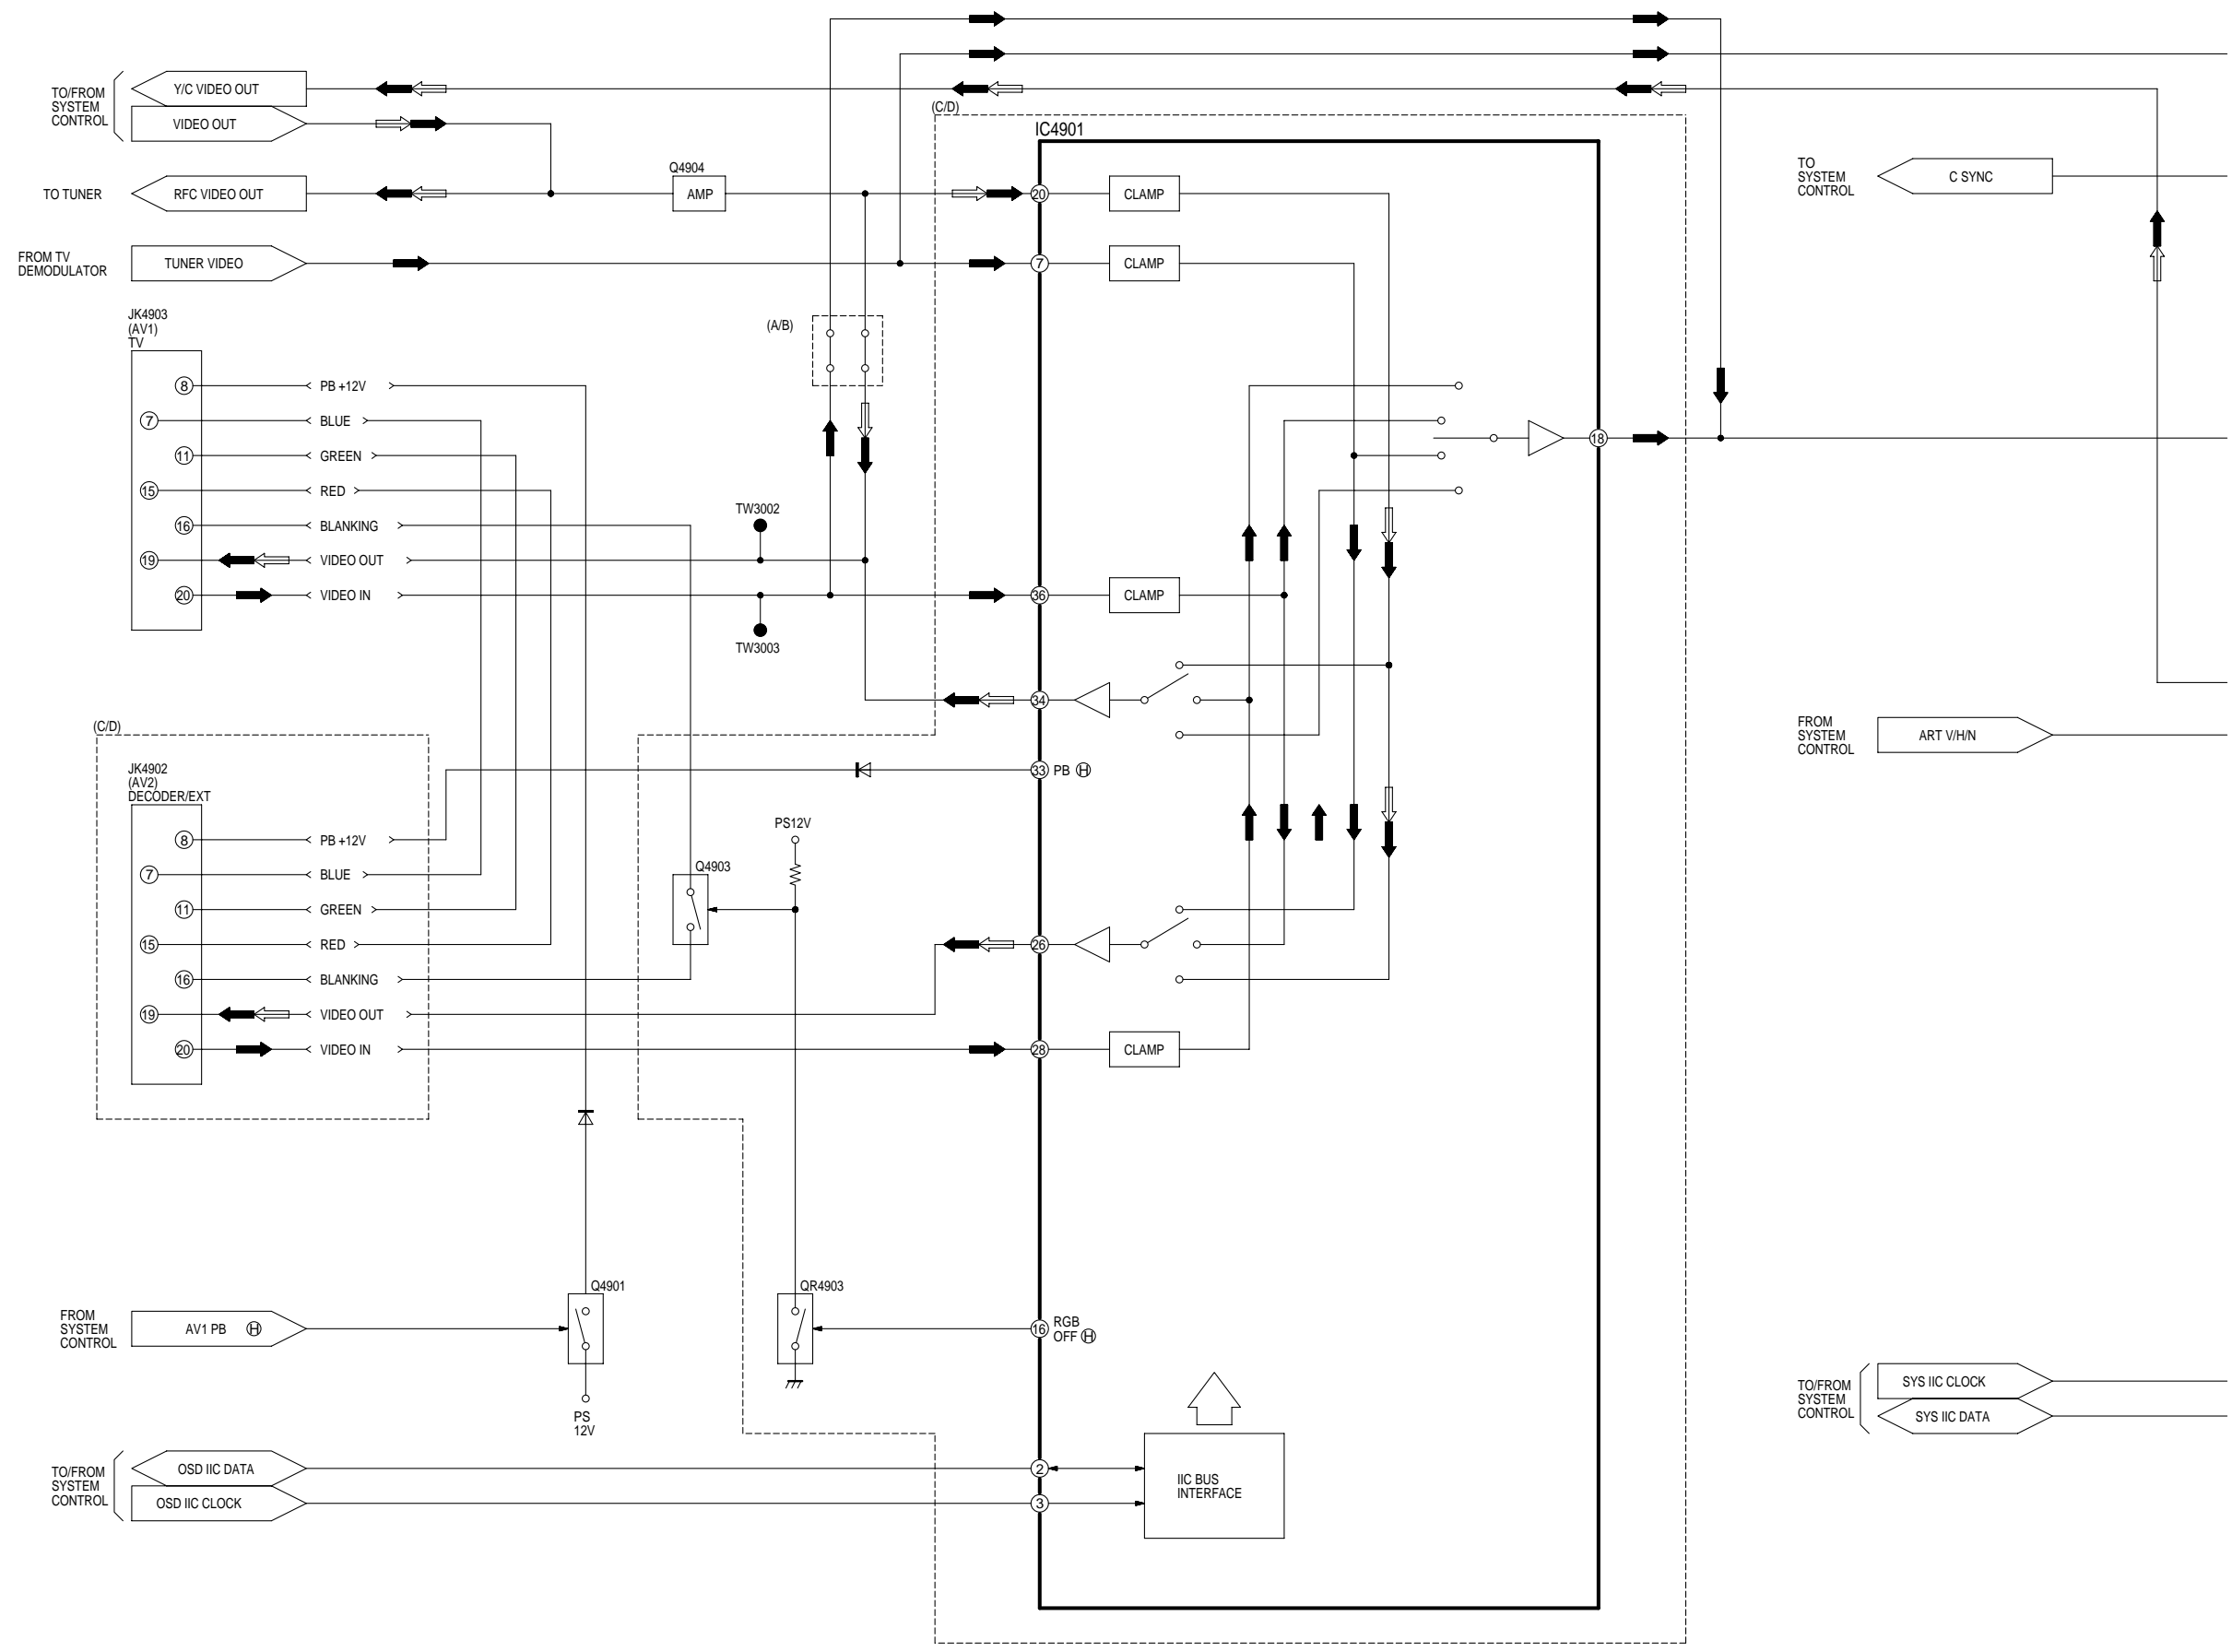 TO/FROM
SYSTEM
CONTROL
Y/C VIDEO OUT
VIDEO OUT
(C/D)
IC4901
TO TUNER
RFC VIDEO OUT
Q4904
AMP
20
CLAMP
TO
SYSTEM
CONTROL
C SYNC
FROM TV
DEMODULATOR
TUNER VIDEO
7
CLAMP
JK4903
(AV1)
TV
(A/B)
8
PB +12V
7
BLUE
11
GREEN
18
15
RED
16
BLANKING
TW3002
19
VIDEO OUT
20
VIDEO IN
36
CLAMP
TW3003
34
(C/D)
FROM
SYSTEM
CONTROL
ART V/H/N
JK4902
(AV2)
DECODER/EXT
33
PB H
PS12V
8
PB +12V
7
BLUE
Q4903
11
GREEN
15
RED
26
16
BLANKING
19
VIDEO OUT
20
VIDEO IN
28
CLAMP
Q4901
QR4903
FROM
SYSTEM
CONTROL
AV1 PB H
16
RGB
OFF H
PS
12V
TO/FROM
SYSTEM
CONTROL
SYS IIC CLOCK
SYS IIC DATA
TO/FROM
SYSTEM
CONTROL
OSD IIC DATA
OSD IIC CLOCK
2
3
IIC BUS
INTERFACE